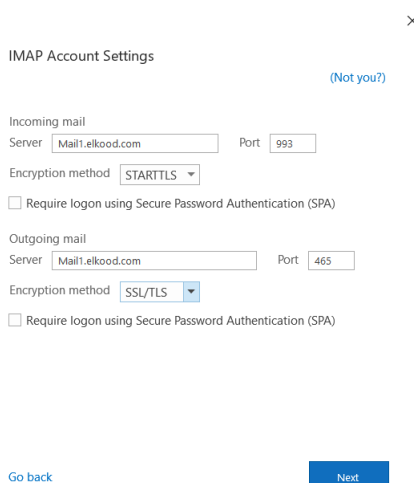 IMAP Account Settings
(Not you?)
Incoming mail
Server Mail1.elkood.com Port 993
Encryption method STARTTLS
Require logon using Secure Password Authentication (SPA)
Outgoing mail
Server Mail1.elkood.com Port 465
Encryption method SSL/TLS
Require logon using Secure Password Authentication (SPA)
Go back Next